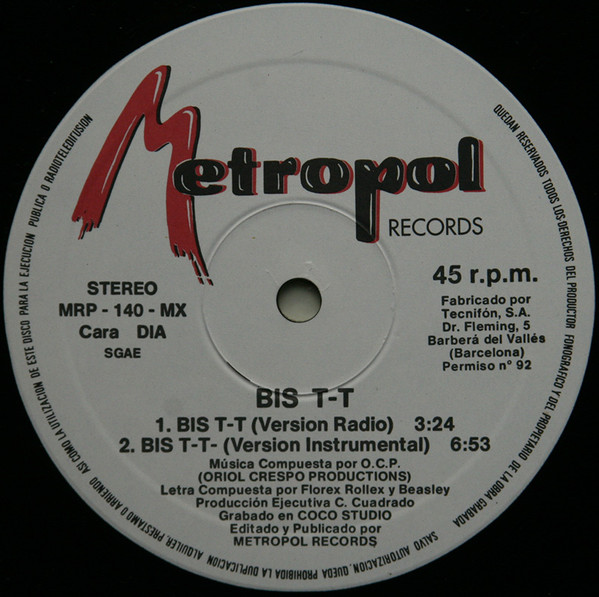 Metropol
RECORDS
STEREO
MRP - 140 - MX
Cara DIA
SGAE
45 r.p.m.
Fabricado por
Tecnifón, S.A.
Dr. Fleming, 5
Barberá del Vallés
(Barcelona)
Permiso nº 92
BIS T-T
1. BIS T-T (Version Radio) 3:24
2. BIS T-T- (Version Instrumental) 6:53
Música Compuesta por O.C.P.
(ORIOL CRESPO PRODUCTIONS)
Letra Compuesta por Florex Rollex y Beasley
Producción Ejecutiva C. Cuadrado
Grabado en COCO STUDIO
Editado y Publicado por
METROPOL RECORDS
QUEDAN RESERVADOS TODOS LOS DERECHOS DEL PRODUCTOR FONOGRAFICO Y DEL PROPIETARIO DE LA OBRA GRABADA
SALVO AUTORIZACION, QUEDA PROHIBIDA LA DUPLICACION, ALQUILER, PRESTAMO O ARRIENDO ASI COMO LA UTILIZACION DE ESTE DISCO PARA LA EJECUCION PUBLICA O RADIOTELEDIFUSION